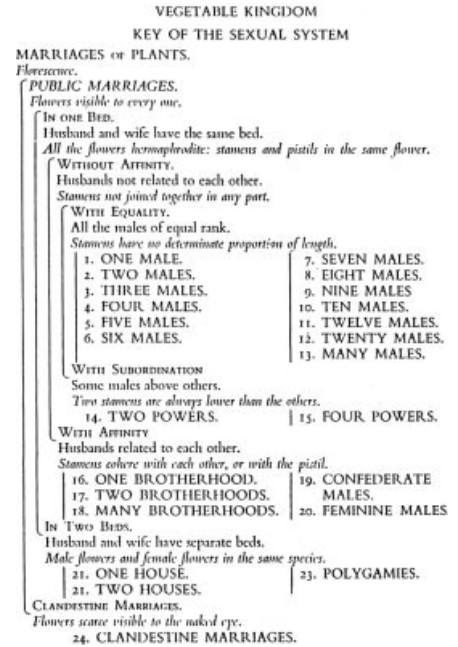 VEGETABLE KINGDOM
KEY OF THE SEXUAL SYSTEM
MARRIAGES OF PLANTS.
Florescence.
PUBLIC MARRIAGES.
Flowers visible to every one.
IN ONE BED.
Husband and wife have the same bed.
All the flowers hermaphrodite: stamens and pistils in the same flower.
WITHOUT AFFINITY.
Husbands not related to each other.
Stamens not joined together in any part.
WITH EQUALITY.
All the males of equal rank.
Stamens have no determinate proportion of length.
1. ONE MALE.
2. TWO MALES.
3. THREE MALES.
4. FOUR MALES.
5. FIVE MALES.
6. SIX MALES.
7. SEVEN MALES.
8. EIGHT MALES.
9. NINE MALES
10. TEN MALES.
11. TWELVE MALES.
12. TWENTY MALES.
13. MANY MALES.
WITH SUBORDINATION
Some males above others.
Two stamens are always lower than the others.
14. TWO POWERS.
15. FOUR POWERS.
WITH AFFINITY
Husbands related to each other.
Stamens cohere with each other, or with the pistil.
16. ONE BROTHERHOOD.
17. TWO BROTHERHOODS.
18. MANY BROTHERHOODS.
19. CONFEDERATE
MALES.
20. FEMININE MALES
IN TWO BEDS.
Husband and wife have separate beds.
Male flowers and female flowers in the same species.
21. ONE HOUSE.
21. TWO HOUSES.
23. POLYGAMIES.
CLANDESTINE MARRIAGES.
Flowers scarce visible to the naked eye.
24. CLANDESTINE MARRIAGES.